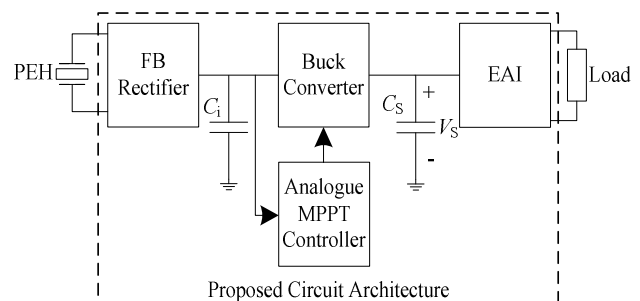 PEH
FB
Rectifier
Ci
Buck
Converter
CS
+
VS
-
EAI
Load
Analogue
MPPT
Controller
Proposed Circuit Architecture